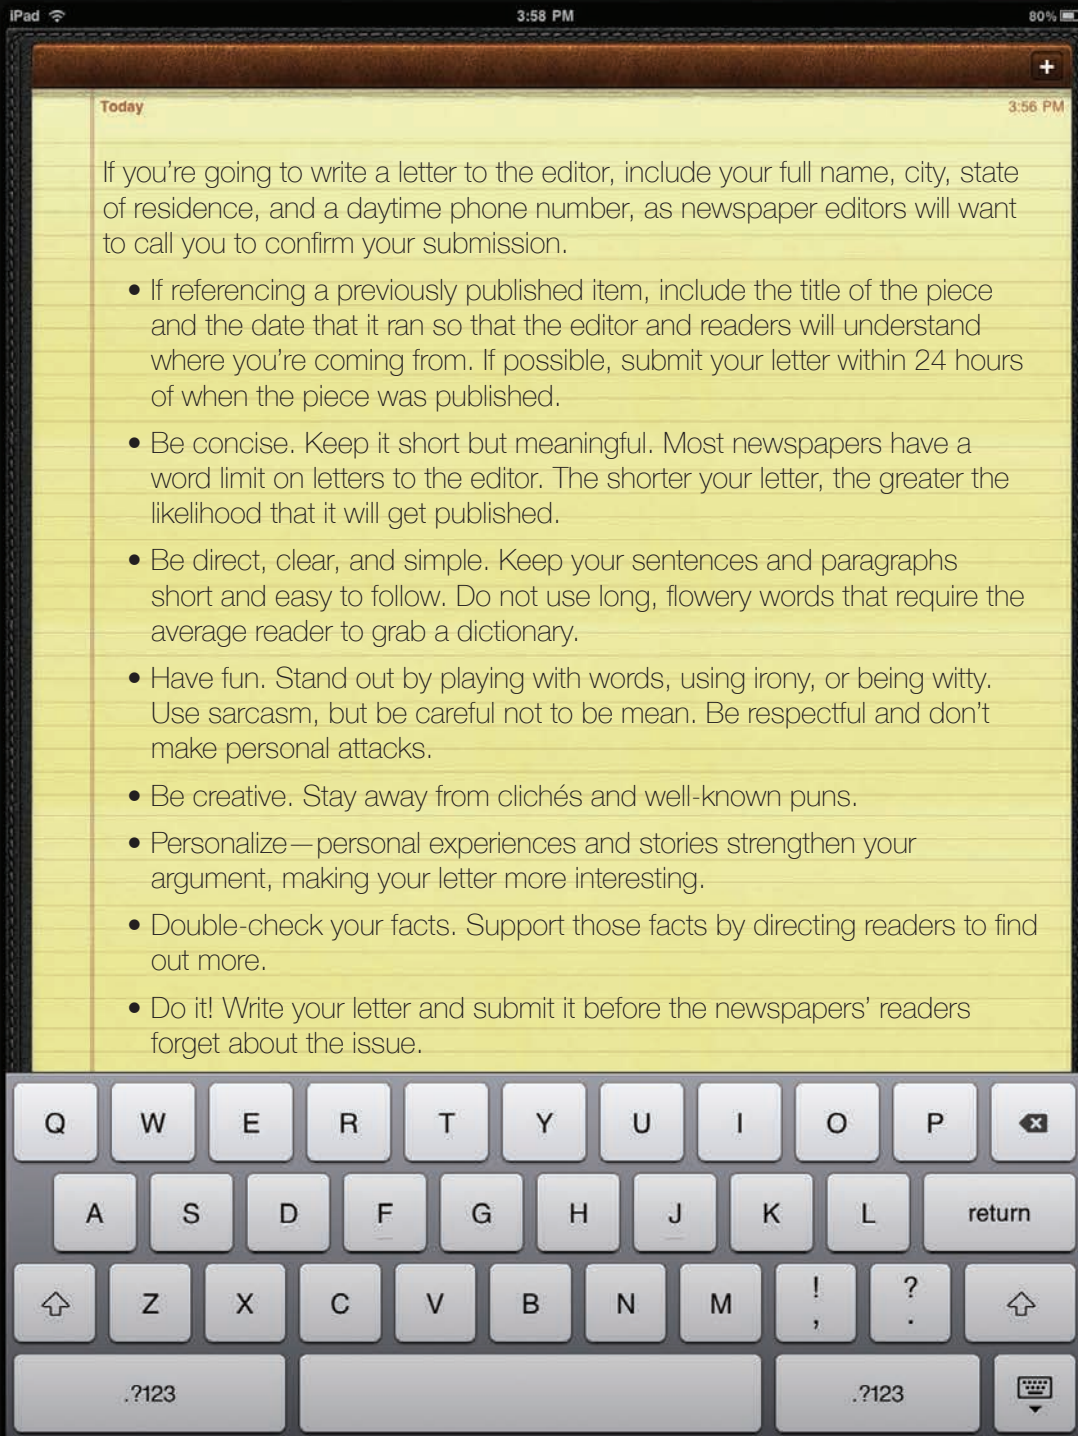 iPad 3:58 PM 80%
+
Today 3:56 PM
If you’re going to write a letter to the editor, include your full name, city, state
of residence, and a daytime phone number, as newspaper editors will want
to call you to confirm your submission.
• If referencing a previously published item, include the title of the piece
and the date that it ran so that the editor and readers will understand
where you’re coming from. If possible, submit your letter within 24 hours
of when the piece was published.
• Be concise. Keep it short but meaningful. Most newspapers have a
word limit on letters to the editor. The shorter your letter, the greater the
likelihood that it will get published.
• Be direct, clear, and simple. Keep your sentences and paragraphs
short and easy to follow. Do not use long, flowery words that require the
average reader to grab a dictionary.
• Have fun. Stand out by playing with words, using irony, or being witty.
Use sarcasm, but be careful not to be mean. Be respectful and don’t
make personal attacks.
• Be creative. Stay away from clichés and well-known puns.
• Personalize—personal experiences and stories strengthen your
argument, making your letter more interesting.
• Double-check your facts. Support those facts by directing readers to find
out more.
• Do it! Write your letter and submit it before the newspapers’ readers
forget about the issue.
Q W E R T Y U I O P
A S D F G H J K L return
Z X C V B N M ! , ? .
.?123 .?123